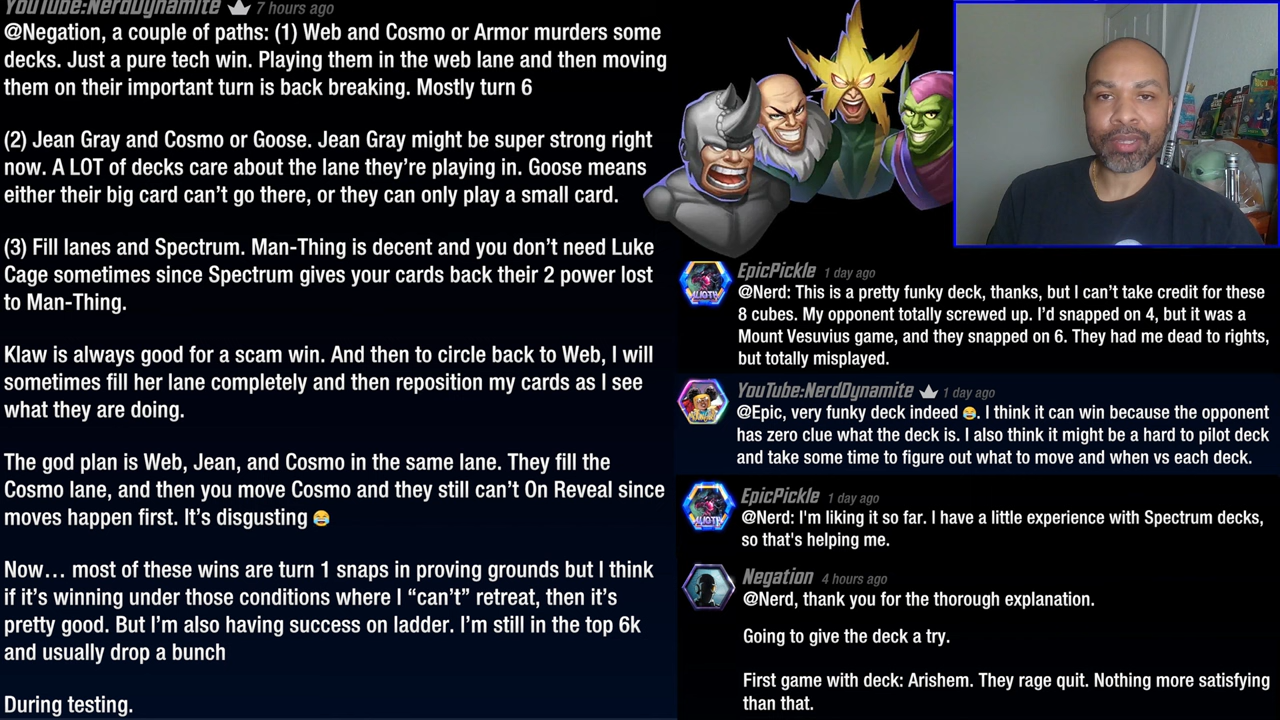 YouTube:NerdDynamite 7 hours ago
@Negation, a couple of paths: (1) Web and Cosmo or Armor murders some
decks. Just a pure tech win. Playing them in the web lane and then moving
them on their important turn is back breaking. Mostly turn 6
(2) Jean Gray and Cosmo or Goose. Jean Gray might be super strong right
now. A LOT of decks care about the lane they’re playing in. Goose means
either their big card can’t go there, or they can only play a small card.
(3) Fill lanes and Spectrum. Man-Thing is decent and you don’t need Luke
Cage sometimes since Spectrum gives your cards back their 2 power lost
to Man-Thing.
Klaw is always good for a scam win. And then to circle back to Web, I will
sometimes fill her lane completely and then reposition my cards as I see
what they are doing.
The god plan is Web, Jean, and Cosmo in the same lane. They fill the
Cosmo lane, and then you move Cosmo and they still can’t On Reveal since
moves happen first. It’s disgusting 😂
Now… most of these wins are turn 1 snaps in proving grounds but I think
if it’s winning under those conditions where I “can’t” retreat, then it’s
pretty good. But I’m also having success on ladder. I’m still in the top 6k
and usually drop a bunch
During testing.
EpicPickle 1 day ago
@Nerd: This is a pretty funky deck, thanks, but I can’t take credit for these
8 cubes. My opponent totally screwed up. I’d snapped on 4, but it was a
Mount Vesuvius game, and they snapped on 6. They had me dead to rights,
but totally misplayed.
YouTube:NerdDynamite 1 day ago
@Epic, very funky deck indeed 😂. I think it can win because the opponent
has zero clue what the deck is. I also think it might be a hard to pilot deck
and take some time to figure out what to move and when vs each deck.
EpicPickle 1 day ago
@Nerd: I'm liking it so far. I have a little experience with Spectrum decks,
so that's helping me.
Negation 4 hours ago
@Nerd, thank you for the thorough explanation.
Going to give the deck a try.
First game with deck: Arishem. They rage quit. Nothing more satisfying
than that.